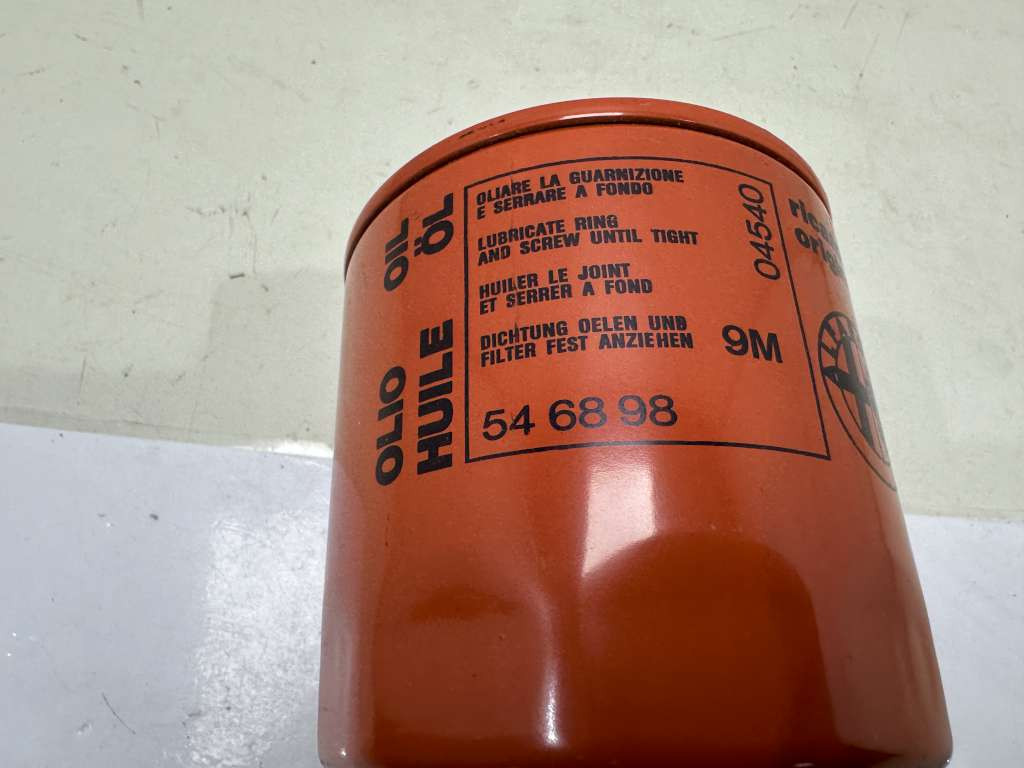 OLIO OIL
HUILE ÖL
OLIARE LA GUARNIZIONE
E SERRARE A FONDO
LUBRICATE RING
AND SCREW UNTIL TIGHT
HUILER LE JOINT
ET SERRER A FOND
DICHTUNG OELEN UND
FILTER FEST ANZIEHEN
9M
54 68 98
04540